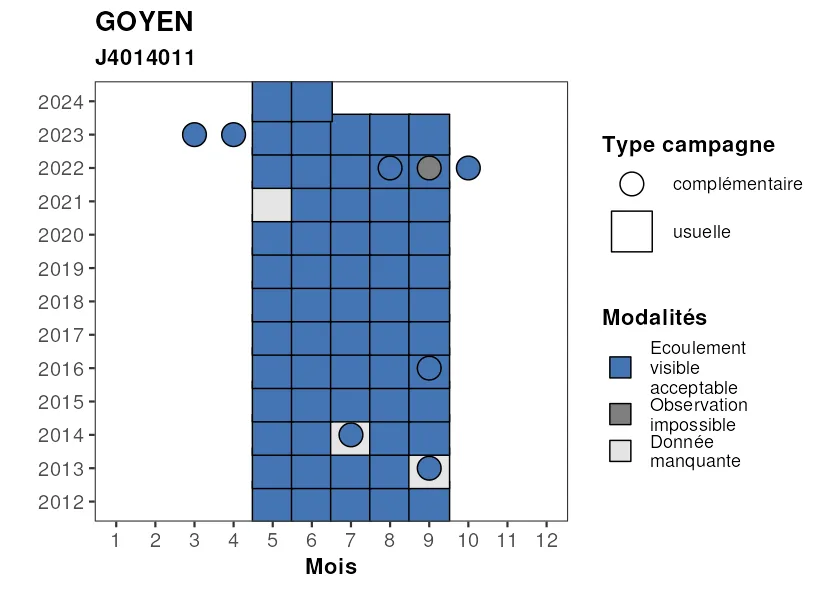 GOYEN
J4014011
2024
2023
2022
2021
2020
2019
2018
2017
2016
2015
2014
2013
2012
1 2 3 4 5 6 7 8 9 10 11 12
Mois
Type campagne
complémentaire
usuelle
Modalités
Ecoulement
visible
acceptable
Observation
impossible
Donnée
manquante